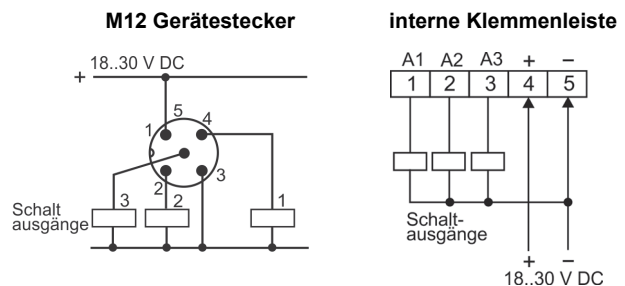 M12 Gerätestecker
interne Klemmenleiste
+ 18..30 V DC
5
1
4
2
3
Schalt
ausgänge
3
2
1
A1 A2 A3 + −
1 2 3 4 5
Schalt-
ausgänge
+ −
18..30 V DC